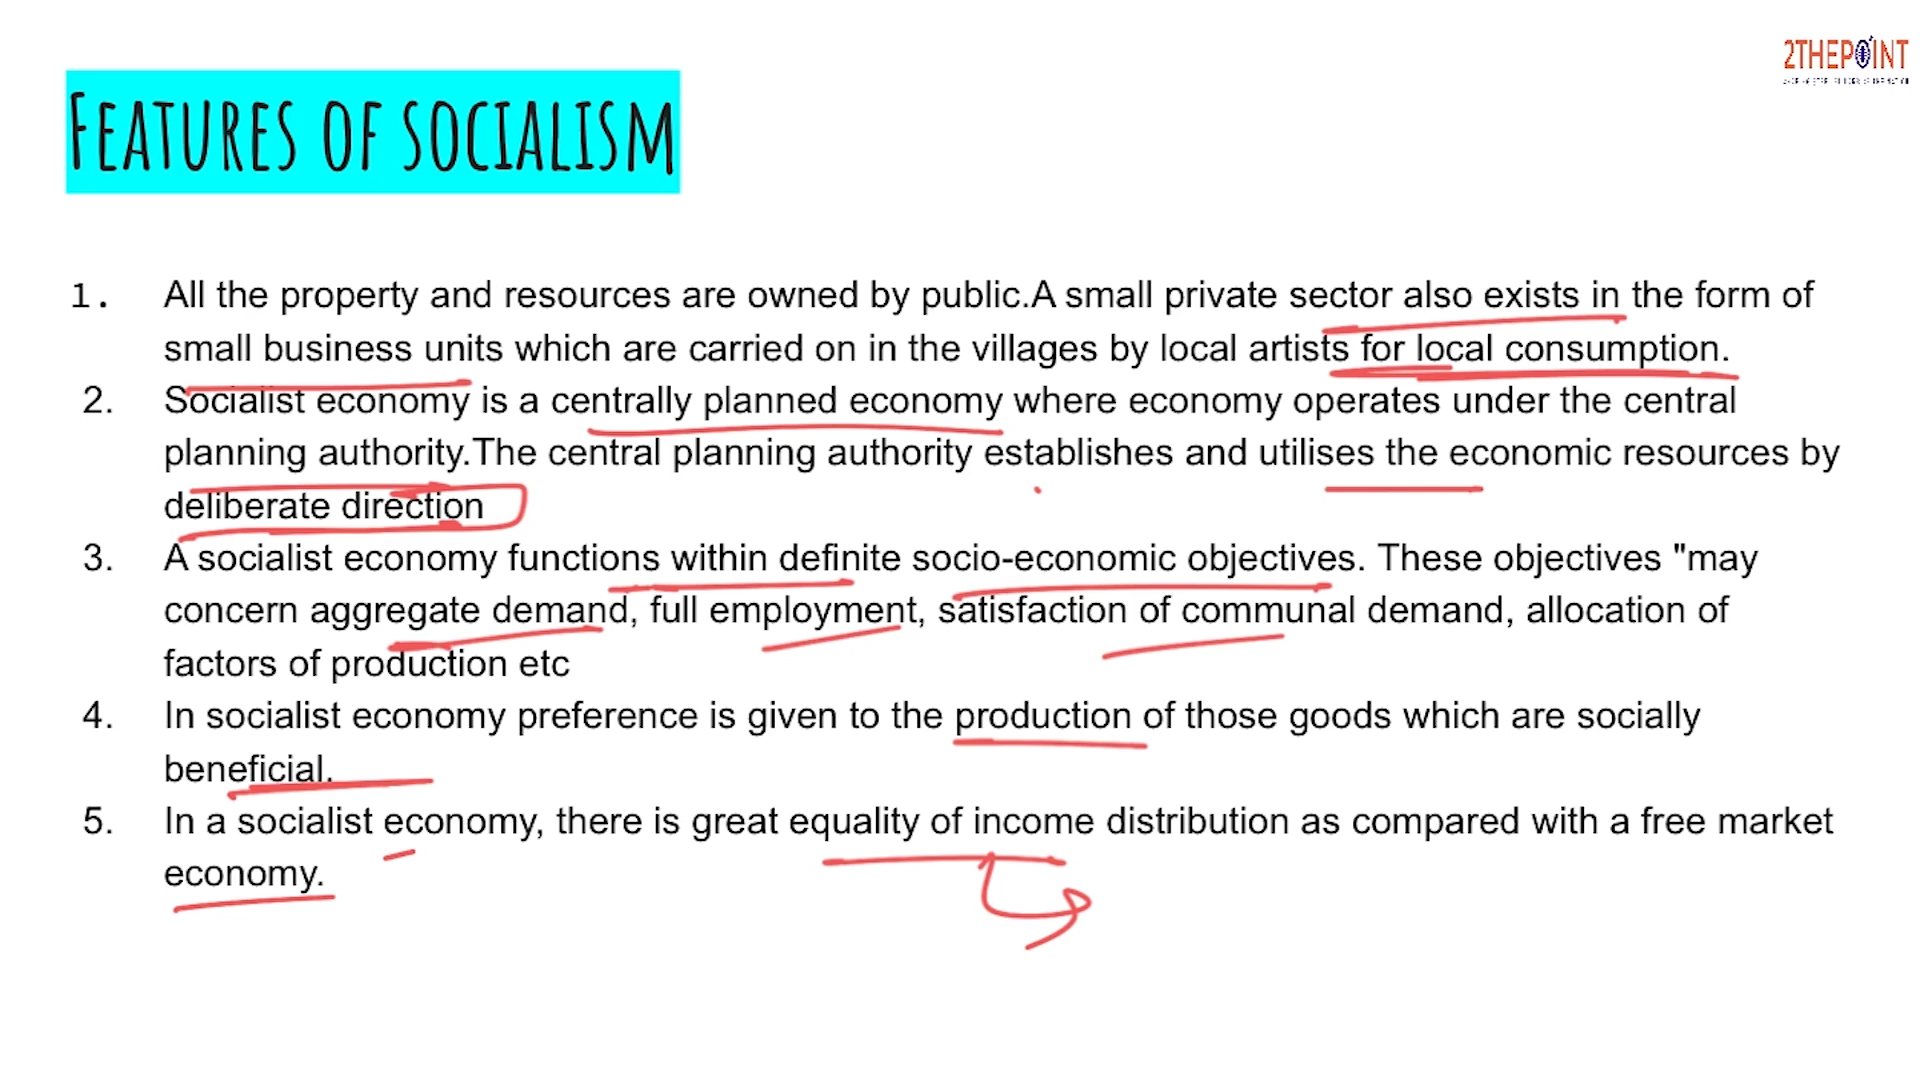 2THEPOINT
FEATURES OF SOCIALISM
1. All the property and resources are owned by public.A small private sector also exists in the form of
small business units which are carried on in the villages by local artists for local consumption.
2. Socialist economy is a centrally planned economy where economy operates under the central
planning authority.The central planning authority establishes and utilises the economic resources by
deliberate direction
3. A socialist economy functions within definite socio-economic objectives. These objectives "may
concern aggregate demand, full employment, satisfaction of communal demand, allocation of
factors of production etc
4. In socialist economy preference is given to the production of those goods which are socially
beneficial.
5. In a socialist economy, there is great equality of income distribution as compared with a free market
economy.